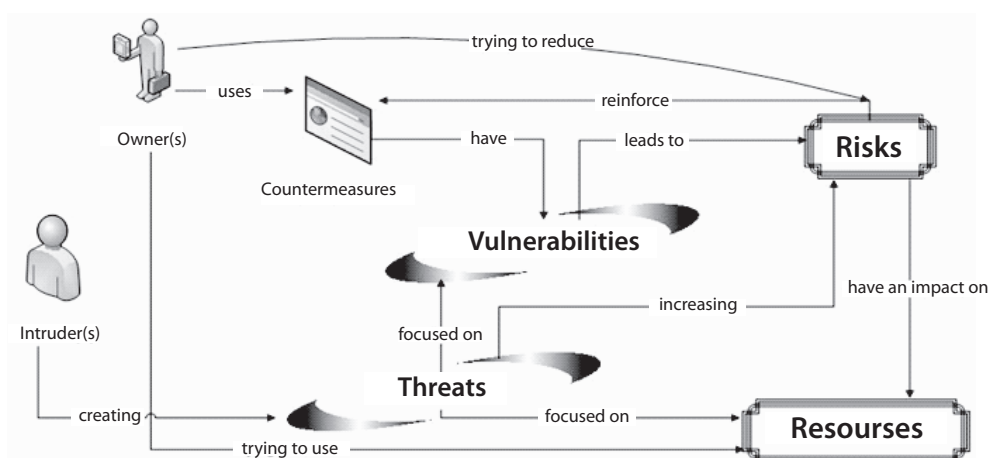 trying to reduce
uses
reinforce
Owner(s)
have
leads to
Risks
Countermeasures
Vulnerabilities
have an impact on
increasing
Intruder(s)
focused on
Threats
creating
focused on
Resourses
trying to use